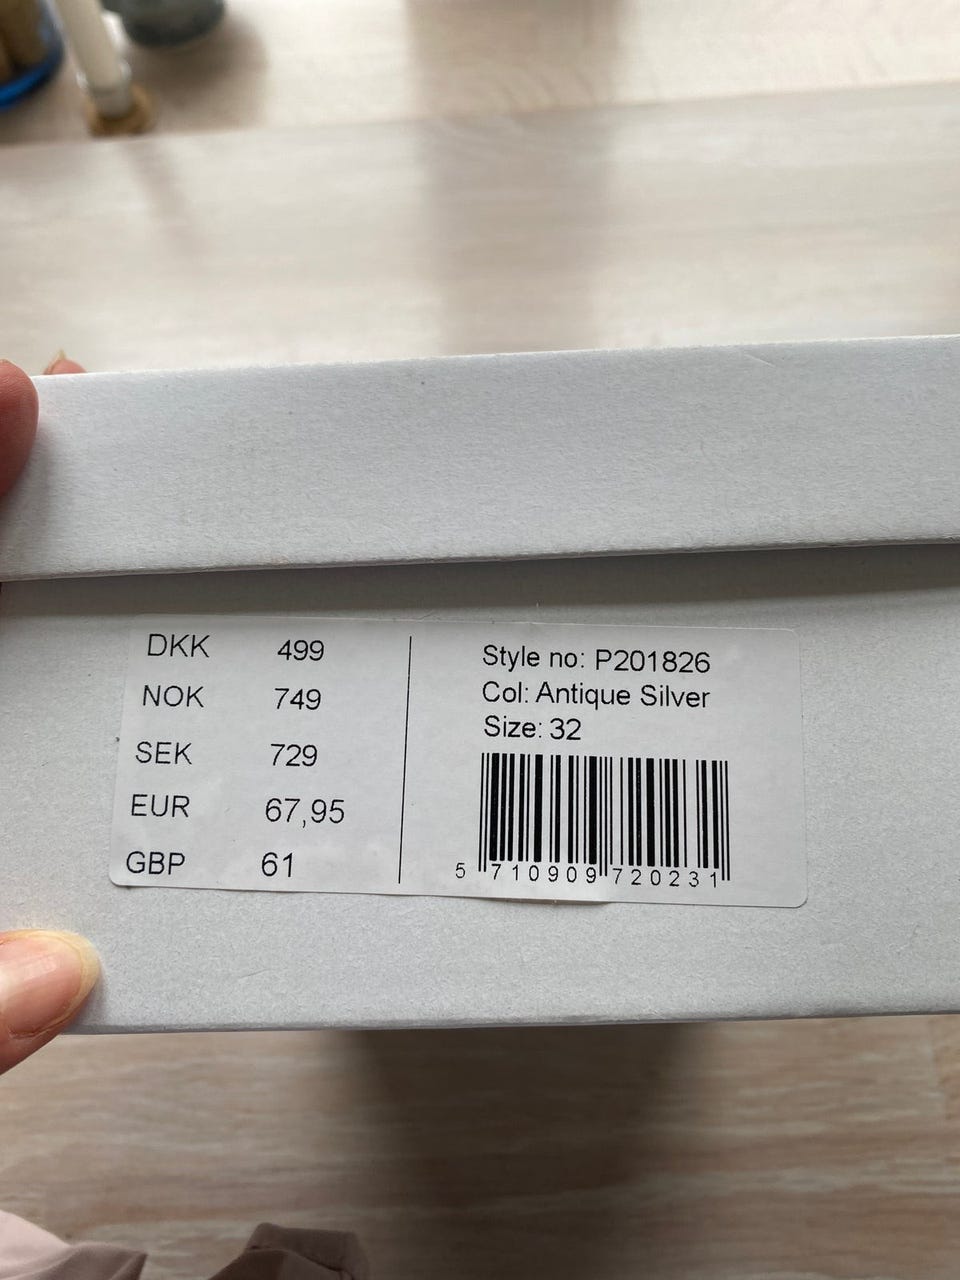 DKK 499
NOK 749
SEK 729
EUR 67,95
GBP 61
Style no: P201826
Col: Antique Silver
Size: 32
5 710909 720231